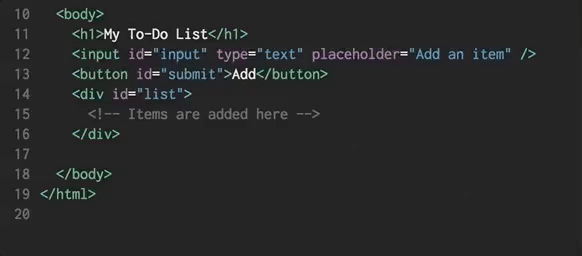 10 <body>
11 <h1>My To-Do List</h1>
12 <input id="input" type="text" placeholder="Add an item" />
13 <button id="submit">Add</button>
14 <div id="list">
15 <!-- Items are added here -->
16 </div>
17
18 </body>
19 </html>
20